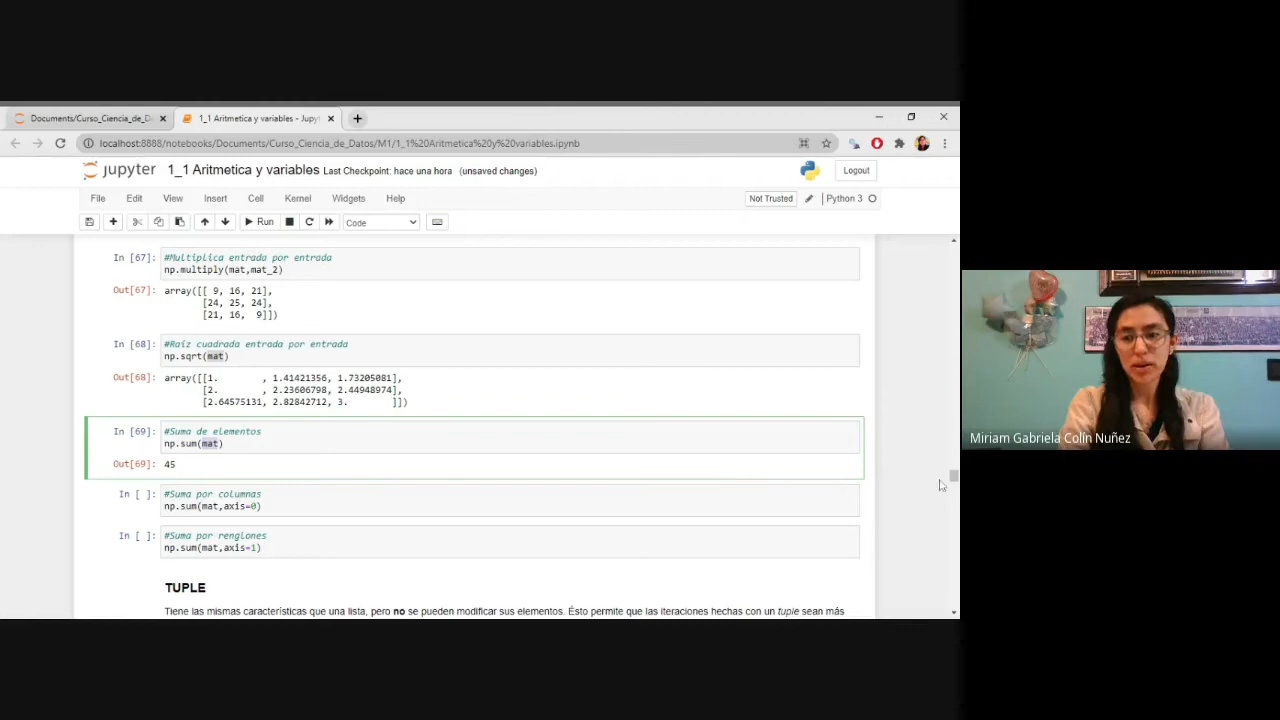 Documents/Curso_Ciencia_de_D
1_1 Aritmetica y variables - Jupyt
localhost:8888/notebooks/Documents/Curso_Ciencia_de_Datos/M1/1_1%20Aritmetica%20y%20variables.ipynb
jupyter 1_1 Aritmetica y variables Last Checkpoint: hace una hora (unsaved changes)
Logout
File Edit View Insert Cell Kernel Widgets Help
Not Trusted
Python 3
Run
Code
In [67]: #Multiplica entrada por entrada
np.multiply(mat,mat_2)
Out[67]: array([[ 9, 16, 21],
[24, 25, 24],
[21, 16,  9]])
In [68]: #Raíz cuadrada entrada por entrada
np.sqrt(mat)
Out[68]: array([[1.        , 1.41421356, 1.73205081],
[2.        , 2.23606798, 2.44948974],
[2.64575131, 2.82842712, 3.        ]])
In [69]: #Suma de elementos
np.sum(mat)
Out[69]: 45
In [ ]: #Suma por columnas
np.sum(mat,axis=0)
In [ ]: #Suma por renglones
np.sum(mat,axis=1)
TUPLE
Tiene las mismas características que una lista, pero no se pueden modificar sus elementos. Ésto permite que las iteraciones hechas con un tuple sean más
Miriam Gabriela Colín Nuñez